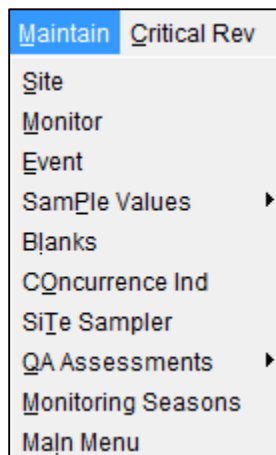 Maintain Critical Rev
Site
Monitor
Event
SamPle Values
Blanks
COncurrence Ind
SiTe Sampler
QA Assessments
Monitoring Seasons
MaIn Menu